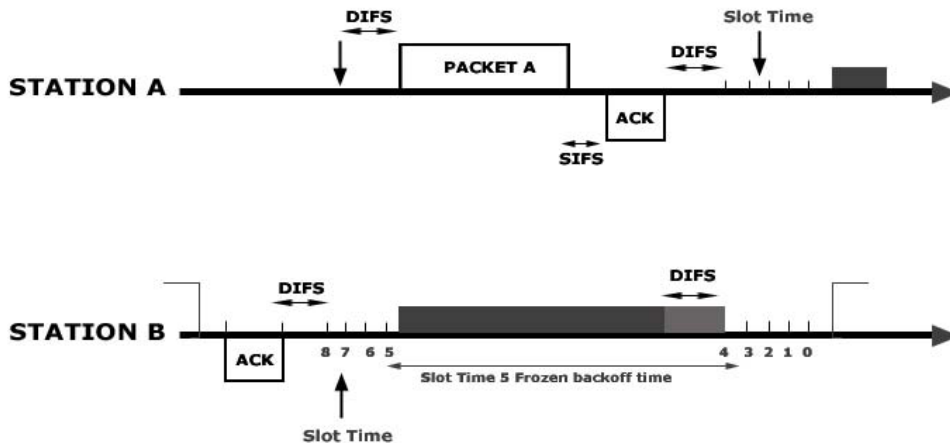 Slot Time
DIFS
DIFS
PACKET A
STATION A
ACK
SIFS
DIFS
DIFS
STATION B
8 7 6 5 4 3 2 1 0
ACK
Slot Time 5 Frozen backoff time
Slot Time